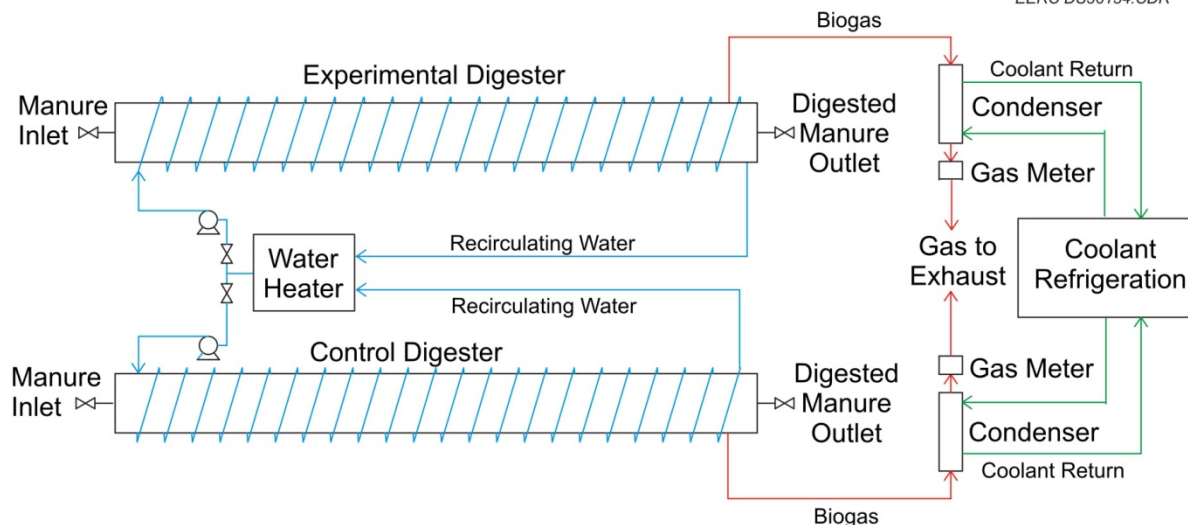 Biogas
Experimental Digester
Coolant Return
Manure
Inlet
Digested
Manure
Outlet
Condenser
Gas Meter
Recirculating Water
Water
Heater
Gas to
Exhaust
Coolant
Refrigeration
Recirculating Water
Control Digester
Gas Meter
Manure
Inlet
Digested
Manure
Outlet
Condenser
Coolant Return
Biogas